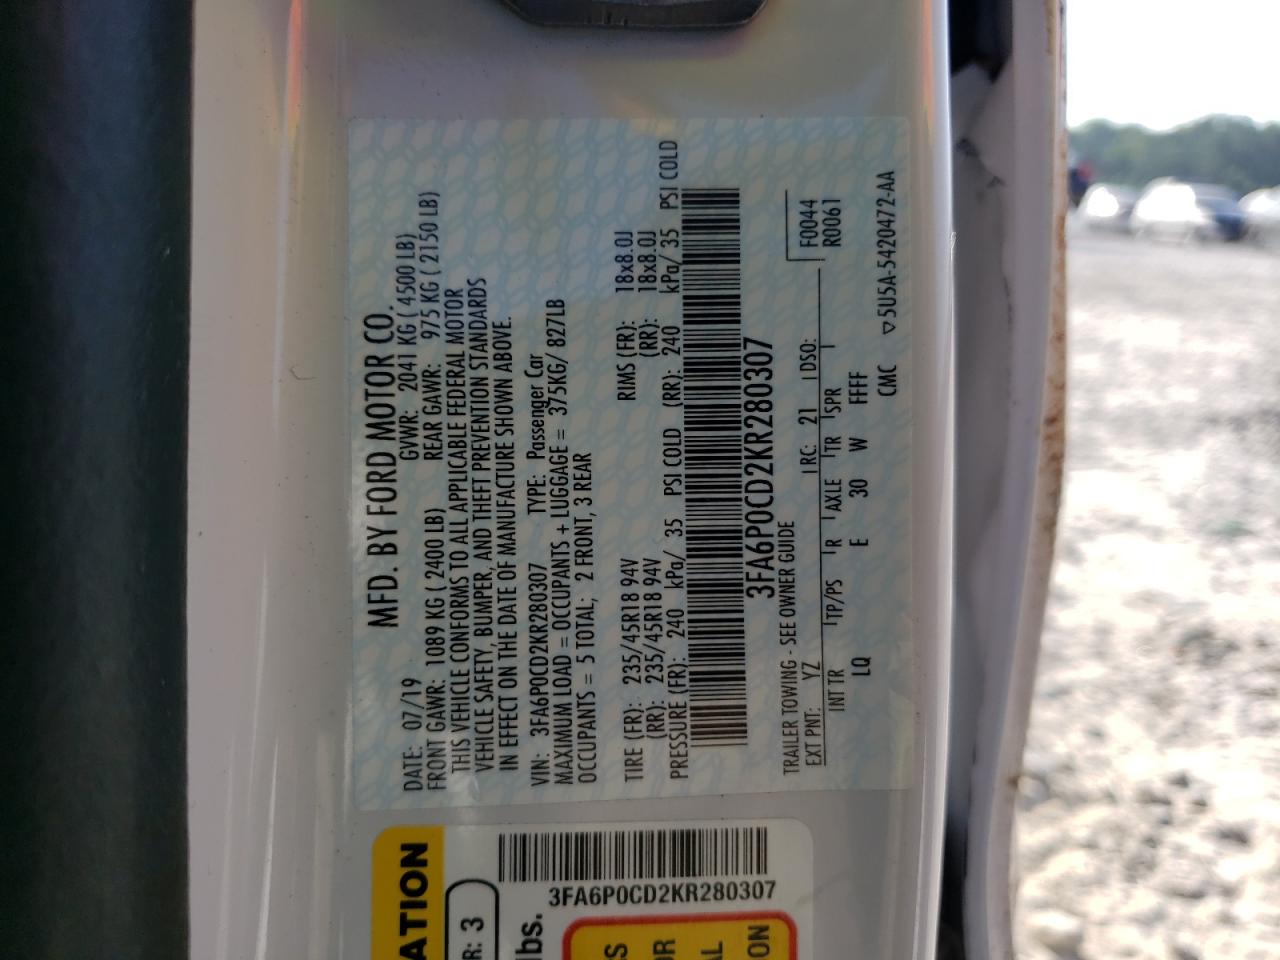 MFD. BY FORD MOTOR CO.
DATE: 07/19 GVWR: 2041 KG ( 4500 LB)
FRONT GAWR: 1089 KG ( 2400 LB) REAR GAWR: 975 KG ( 2150 LB)
THIS VEHICLE CONFORMS TO ALL APPLICABLE FEDERAL MOTOR
VEHICLE SAFETY, BUMPER, AND THEFT PREVENTION STANDARDS
IN EFFECT ON THE DATE OF MANUFACTURE SHOWN ABOVE.
VIN: 3FA6P0CD2KR280307 TYPE: Passenger Car
MAXIMUM LOAD = OCCUPANTS + LUGGAGE = 375KG/ 827LB
OCCUPANTS = 5 TOTAL; 2 FRONT, 3 REAR
TIRE (FR): 235/45R18 94V RIMS (FR): 18x8.0J
(RR): 235/45R18 94V (RR): 18x8.0J
PRESSURE (FR): 240 kPa/ 35 PSI COLD (RR): 240 kPa/ 35 PSI COLD
3FA6P0CD2KR280307
TRAILER TOWING - SEE OWNER GUIDE F0044
EXT PNT: YZ RC: 21 DSO: R0061
INT TR TP/PS R AXLE TR SPR
LQ E 30 W FFFF
CMC ▽5U5A-5420472-AA
ATION
R: 3
lbs.
3FA6P0CD2KR280307
SS
OR
AL
ON